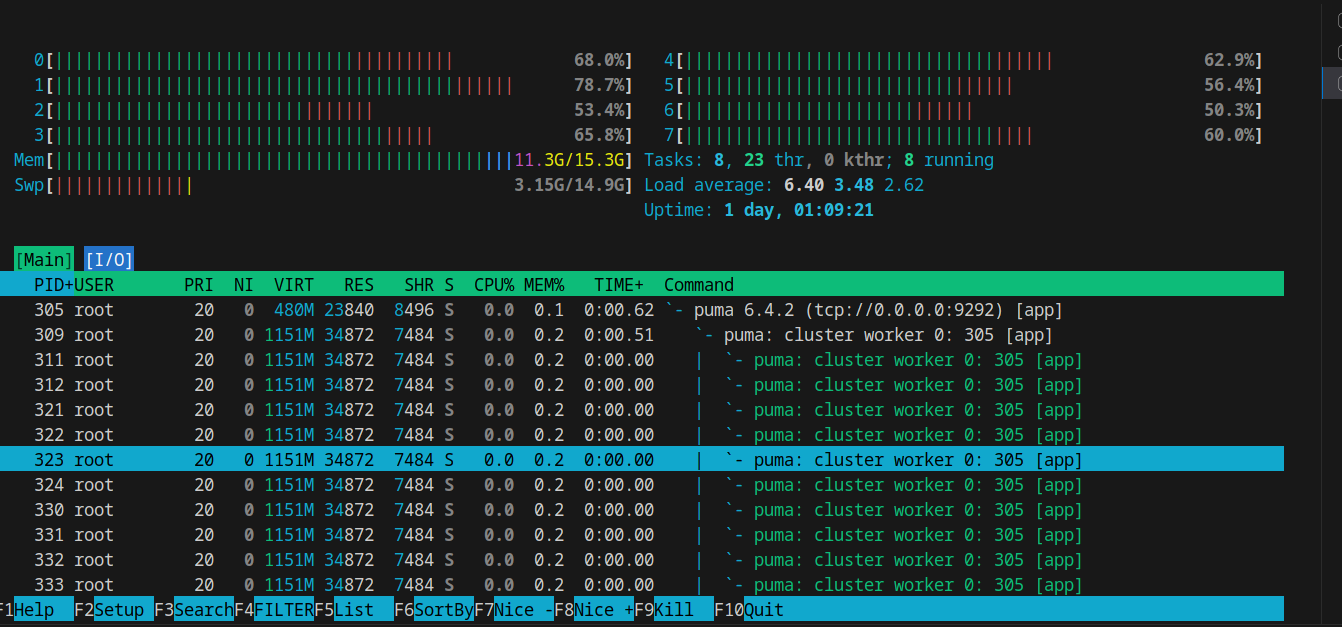 0[|||||||||||||||||||||||||||||||||||||||| 68.0%] 4[||||||||||||||||||||||||||||||||||||| 62.9%]
1[|||||||||||||||||||||||||||||||||||||||||||||| 78.7%] 5[||||||||||||||||||||||||||||||||| 56.4%]
2[|||||||||||||||||||||||||||||||| 53.4%] 6[||||||||||||||||||||||||||||| 50.3%]
3[|||||||||||||||||||||||||||||||||||||| 65.8%] 7[||||||||||||||||||||||||||||||||||| 60.0%]
Mem[||||||||||||||||||||||||||||||||||||||||||||||11.3G/15.3G] Tasks: 8, 23 thr, 0 kthr; 8 running
Swp[|||||||||||||| 3.15G/14.9G] Load average: 6.40 3.48 2.62
Uptime: 1 day, 01:09:21
[Main] [I/O]
PID+USER PRI NI VIRT RES SHR S CPU% MEM% TIME+ Command
305 root 20 0 480M 23840 8496 S 0.0 0.1 0:00.62 `- puma 6.4.2 (tcp://0.0.0.0:9292) [app]
309 root 20 0 1151M 34872 7484 S 0.0 0.2 0:00.51 `- puma: cluster worker 0: 305 [app]
311 root 20 0 1151M 34872 7484 S 0.0 0.2 0:00.00 | `- puma: cluster worker 0: 305 [app]
312 root 20 0 1151M 34872 7484 S 0.0 0.2 0:00.00 | `- puma: cluster worker 0: 305 [app]
321 root 20 0 1151M 34872 7484 S 0.0 0.2 0:00.00 | `- puma: cluster worker 0: 305 [app]
322 root 20 0 1151M 34872 7484 S 0.0 0.2 0:00.00 | `- puma: cluster worker 0: 305 [app]
323 root 20 0 1151M 34872 7484 S 0.0 0.2 0:00.00 | `- puma: cluster worker 0: 305 [app]
324 root 20 0 1151M 34872 7484 S 0.0 0.2 0:00.00 | `- puma: cluster worker 0: 305 [app]
330 root 20 0 1151M 34872 7484 S 0.0 0.2 0:00.00 | `- puma: cluster worker 0: 305 [app]
331 root 20 0 1151M 34872 7484 S 0.0 0.2 0:00.00 | `- puma: cluster worker 0: 305 [app]
332 root 20 0 1151M 34872 7484 S 0.0 0.2 0:00.00 | `- puma: cluster worker 0: 305 [app]
333 root 20 0 1151M 34872 7484 S 0.0 0.2 0:00.00 | `- puma: cluster worker 0: 305 [app]
F1Help F2Setup F3SearchF4FILTERF5List F6SortByF7Nice -F8Nice +F9Kill F10Quit